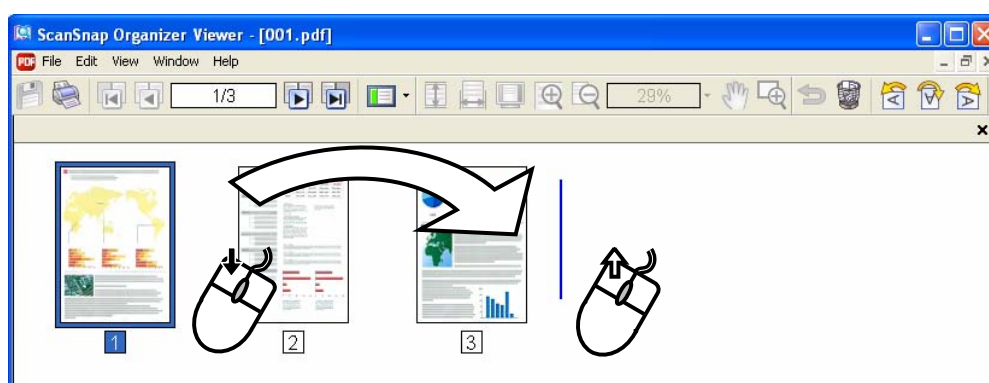 ScanSnap Organizer Viewer - [001.pdf]
PDF File Edit View Window Help
1/3 29%
1 2 3